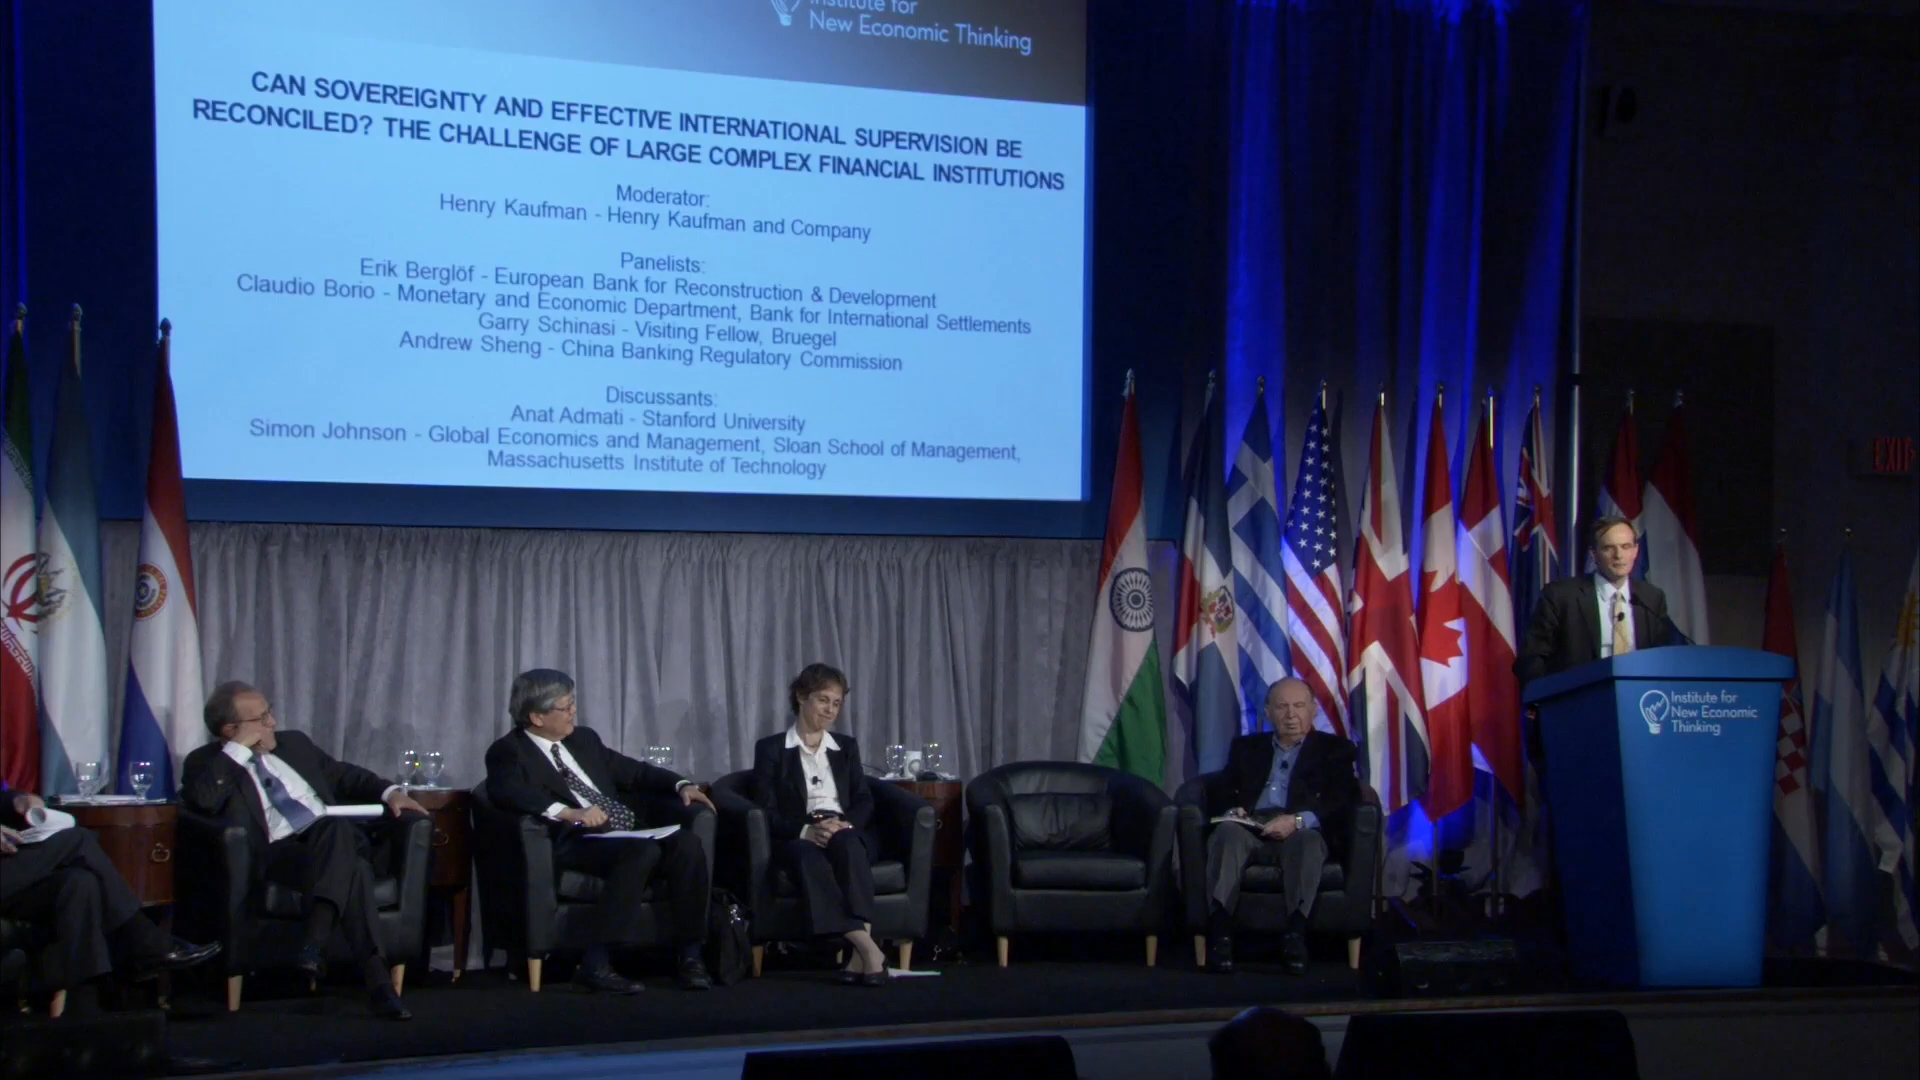 Institute for
New Economic Thinking
CAN SOVEREIGNTY AND EFFECTIVE INTERNATIONAL SUPERVISION BE
RECONCILED? THE CHALLENGE OF LARGE COMPLEX FINANCIAL INSTITUTIONS
Moderator:
Henry Kaufman - Henry Kaufman and Company
Panelists:
Erik Berglöf - European Bank for Reconstruction & Development
Claudio Borio - Monetary and Economic Department, Bank for International Settlements
Garry Schinasi - Visiting Fellow, Bruegel
Andrew Sheng - China Banking Regulatory Commission
Discussants:
Anat Admati - Stanford University
Simon Johnson - Global Economics and Management, Sloan School of Management,
Massachusetts Institute of Technology
EXIT
Institute for
New Economic
Thinking